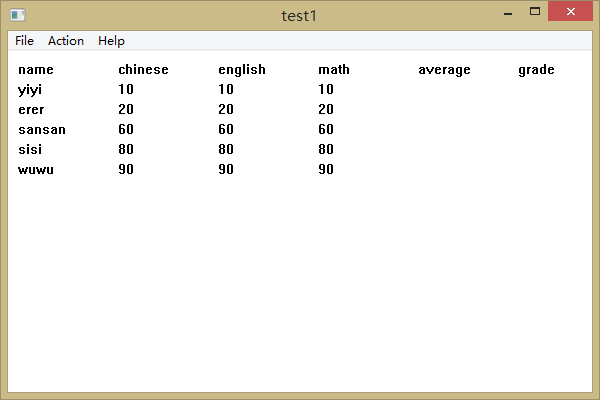 test1
File Action Help
name chinese english math average grade
yiyi 10 10 10
erer 20 20 20
sansan 60 60 60
sisi 80 80 80
wuwu 90 90 90